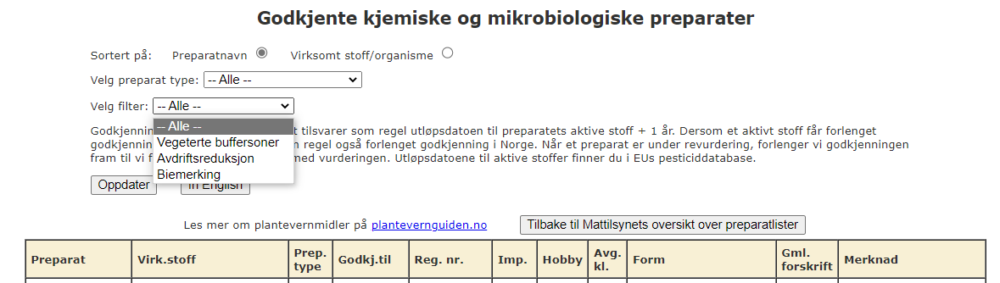 Godkjente kjemiske og mikrobiologiske preparater
Sortert på: Preparatnavn Virksomt stoff/organisme
Velg preparat type: -- Alle --
Velg filter: -- Alle --
-- Alle --
Vegeterte buffersoner
Avdriftsreduksjon
Biemerking
Godkjenning t tilsvarer som regel utløpsdatoen til preparatets aktive stoff + 1 år. Dersom et aktivt stoff får forlenget
godkjenning n regel også forlenget godkjenning i Norge. Når et preparat er under revurdering, forlenger vi godkjenningen
fram til vi f med vurderingen. Utløpsdatoene til aktive stoffer finner du i EUs pesticiddatabase.
Oppdater In English
Les mer om plantevernmidler på plantevernguiden.no Tilbake til Mattilsynets oversikt over preparatlister
Preparat Virk.stoff Prep. type Godkj.til Reg. nr. Imp. Hobby Avg. kl. Form Gml. forskrift Merknad